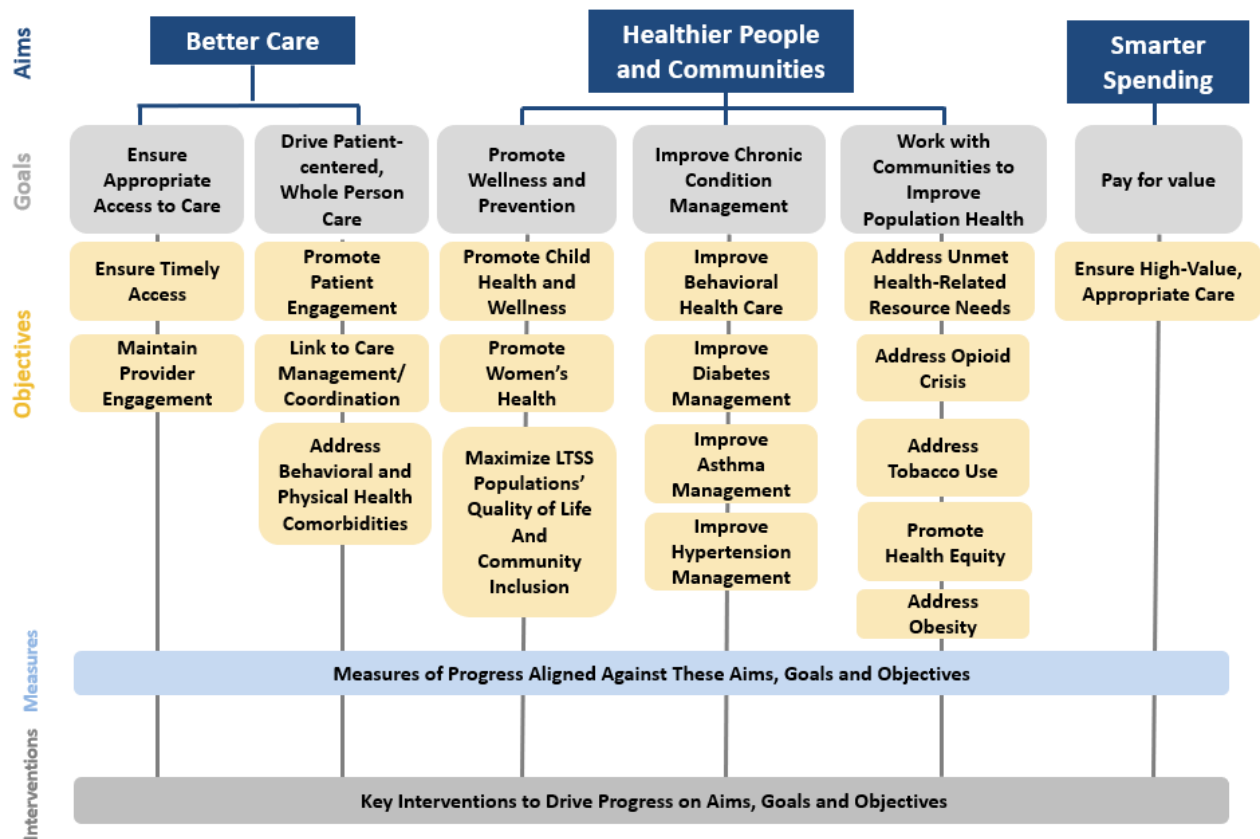 Aims
Better Care
Healthier People
and Communities
Smarter
Spending
Goals
Ensure
Appropriate
Access to Care
Drive Patient-
centered,
Whole Person
Care
Promote
Wellness and
Prevention
Improve Chronic
Condition
Management
Work with
Communities to
Improve
Population Health
Pay for value
Objectives
Ensure Timely
Access
Maintain
Provider
Engagement
Promote
Patient
Engagement
Link to Care
Management/
Coordination
Address
Behavioral and
Physical Health
Comorbidities
Promote Child
Health and
Wellness
Promote
Women's
Health
Maximize LTSS
Populations'
Quality of Life
And
Community
Inclusion
Improve
Behavioral
Health Care
Improve
Diabetes
Management
Improve
Asthma
Management
Improve
Hypertension
Management
Address Unmet
Health-Related
Resource Needs
Address Opioid
Crisis
Address
Tobacco Use
Promote
Health Equity
Address
Obesity
Ensure High-Value,
Appropriate Care
Measures
Measures of Progress Aligned Against These Aims, Goals and Objectives
Interventions
Key Interventions to Drive Progress on Aims, Goals and Objectives